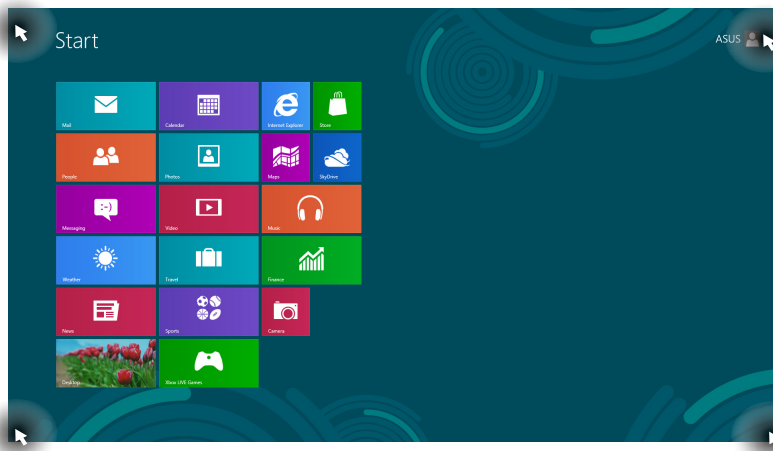 Start
ASUS
Mail
Calendar
Internet Explorer
Store
People
Photos
Maps
SkyDrive
Messaging
:-)
Video
Music
Weather
Travel
Finance
News
Sports
Camera
Desktop
Xbox LIVE Games